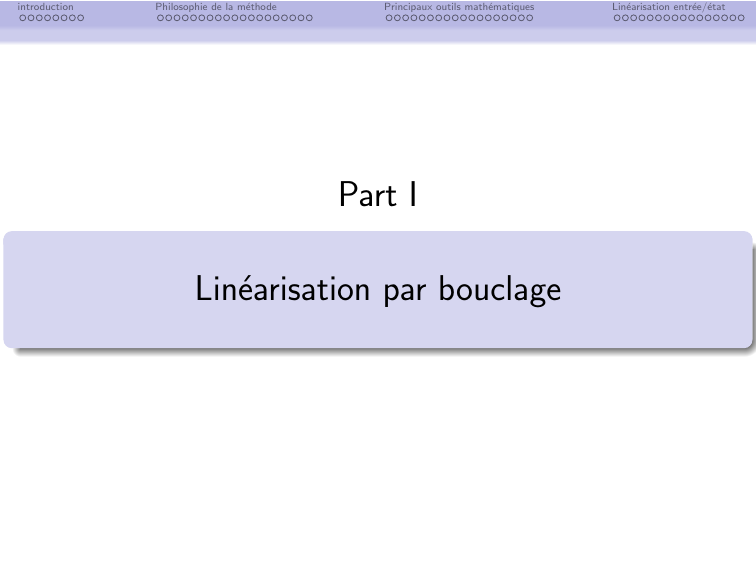 introduction
Philosophie de la méthode
Principaux outils mathématiques
Linéarisation entrée/état
Part I
Linéarisation par bouclage